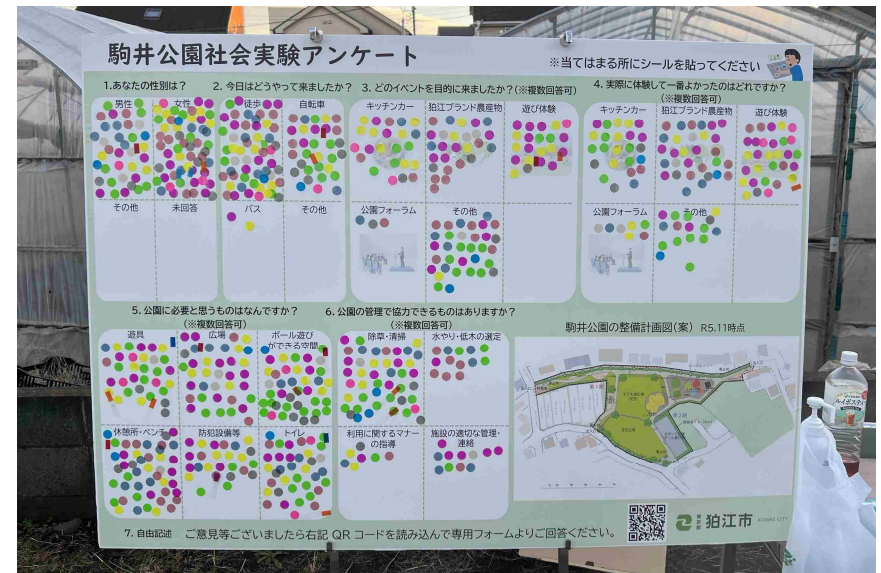 駒井公園社会実験アンケート
※当てはまる所にシールを貼ってください
1.あなたの性別は?
男性
女性
その他
未回答
2. 今日はどうやって来ましたか?
徒歩
自転車
バス
その他
3. どのイベントを目的に来ましたか?(※複数回答可)
キッチンカー
狛江ブランド農産物
遊び体験
公園フォーラム
その他
4. 実際に体験して一番よかったのはどれですか?
(※複数回答可)
キッチンカー
狛江ブランド農産物
遊び体験
公園フォーラム
その他
5. 公園に必要と思うものはなんですか?
(※複数回答可)
遊具
広場
ボール遊び
ができる空間
休憩所・ベンチ
防犯設備等
トイレ
6. 公園の管理で協力できるものはありますか?
(※複数回答可)
除草・清掃
水やり・低木の選定
利用に関するマナー
の指導
施設の適切な管理・
連絡
駒井公園の整備計画図(案) R5.11時点
7. 自由記述 ご意見等ございましたら右記 QR コードを読み込んで専用フォームよりご回答ください。
東京都
狛江市
KOMAE CITY